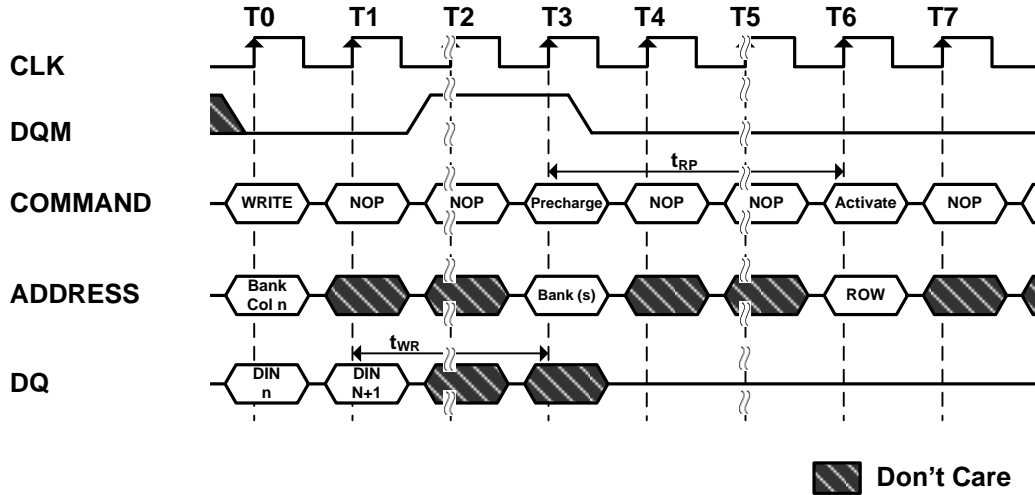 T0 T1 T2 T3 T4 T5 T6 T7
CLK
DQM
tRP
COMMAND WRITE NOP NOP Precharge NOP NOP Activate NOP
ADDRESS Bank Col n Bank (s) ROW
tWR
DQ DIN n DIN N+1
Don't Care